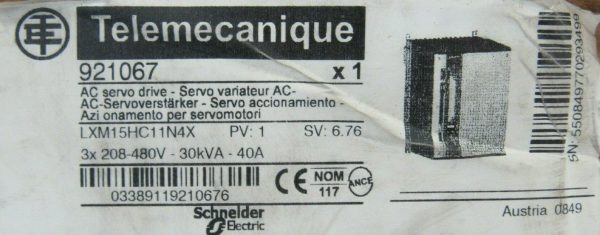 Telemecanique
921067 x 1
AC servo drive - Servo variateur AC-
AC-Servoverstärker - Servo accionamiento -
Azi onamento per servomotori
LXM15HC11N4X PV: 1 SV: 6.76
3x 208-480V - 30kVA - 40A
03389119210676
CE NOM 117 ANCE
Schneider
Electric
SN: 5508497702934​99
Austria 0849